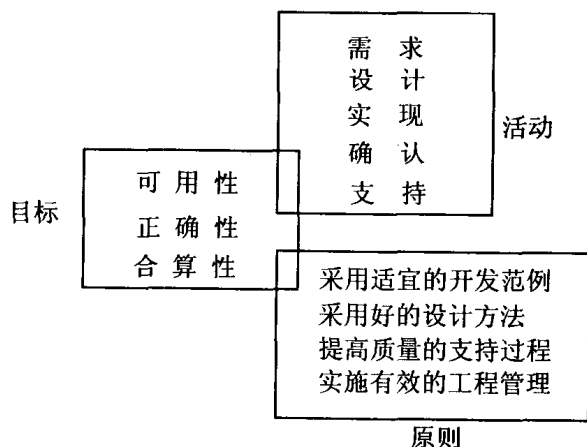 需求
设计
实现
确认
支持
活动
目标
可用性
正确性
合算性
采用适宜的开发范例
采用好的设计方法
提高质量的支持过程
实施有效的工程管理
原则